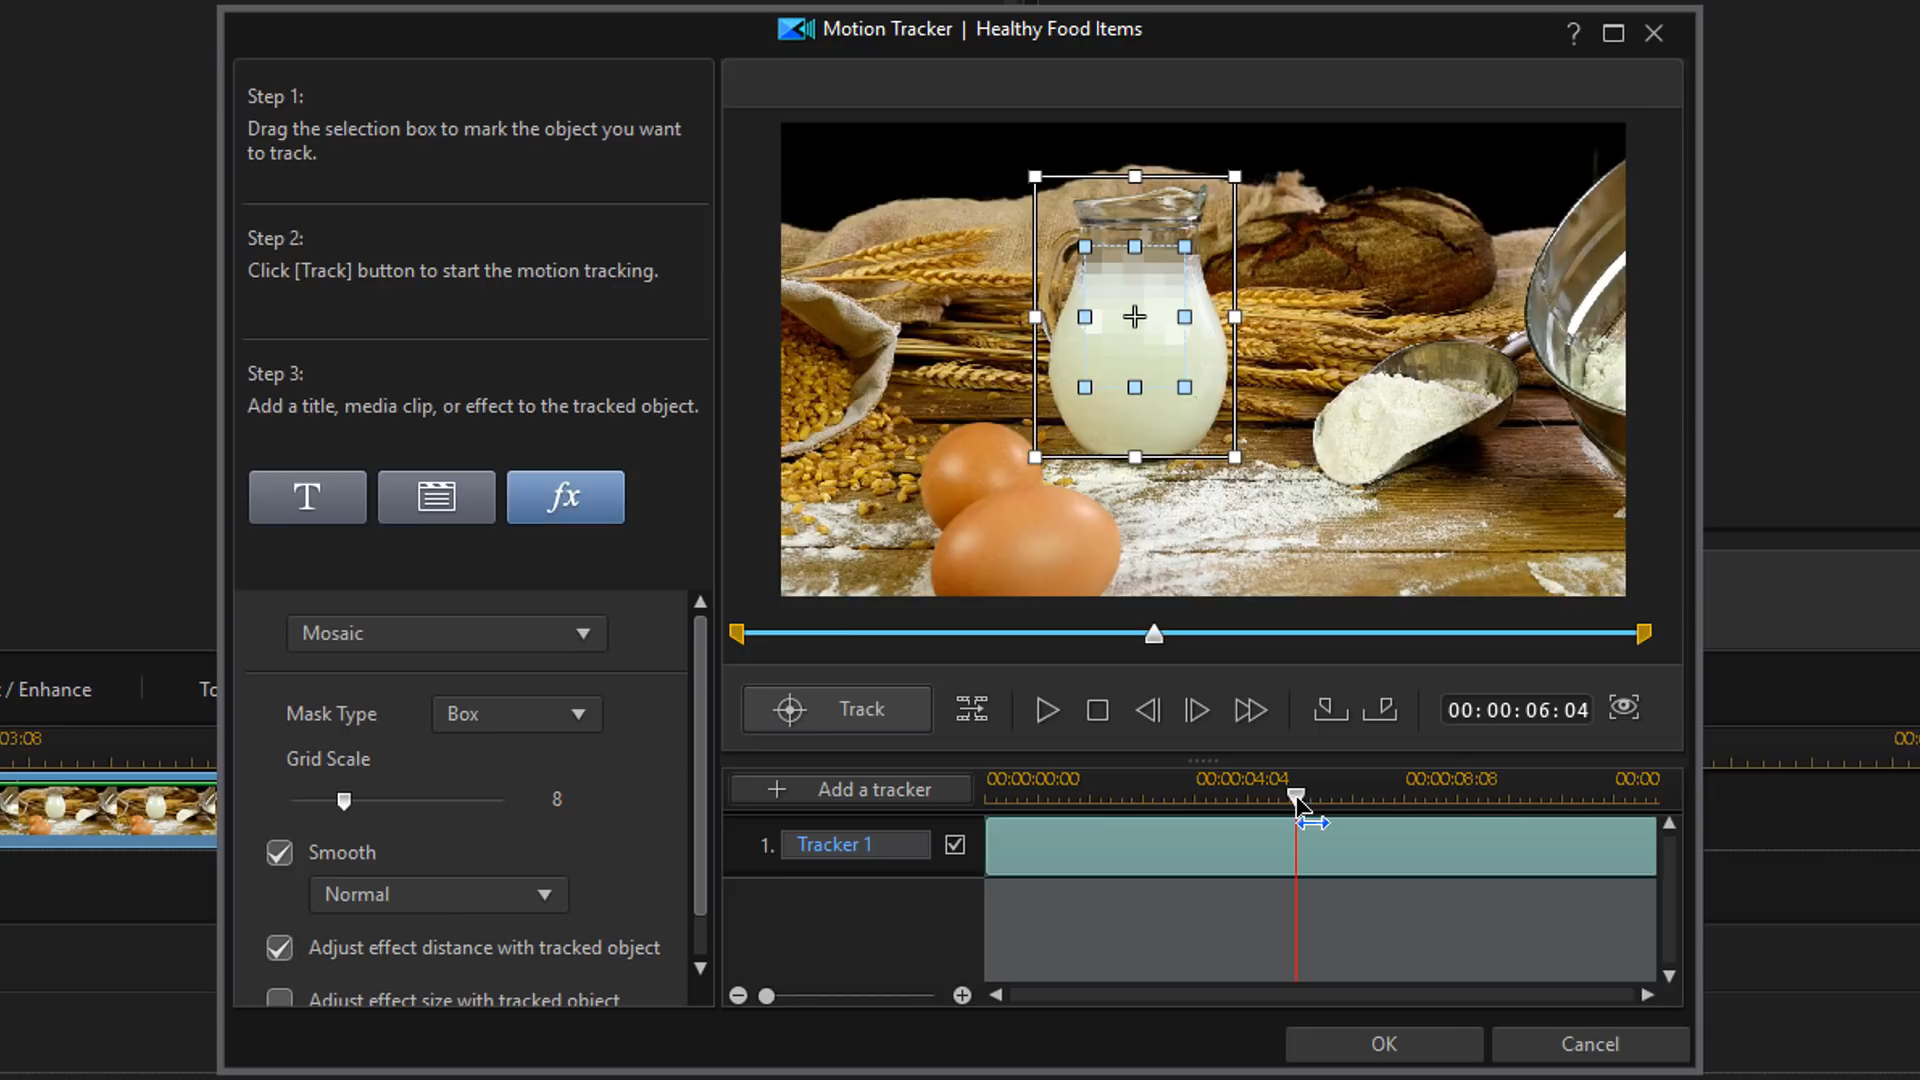 Motion Tracker | Healthy Food Items
?
Step 1:
Drag the selection box to mark the object you want
to track.
Step 2:
Click [Track] button to start the motion tracking.
Step 3:
Add a title, media clip, or effect to the tracked object.
T
fx
Mosaic
Mask Type
Box
Grid Scale
8
Smooth
Normal
Adjust effect distance with tracked object
Adjust effect size with tracked object
Track
00:00:06:04
Add a tracker
00:00:00:00
00:00:04:04
00:00:08:08
00:00
1.
Tracker 1
OK
Cancel
/ Enhance
To
03:08
00: